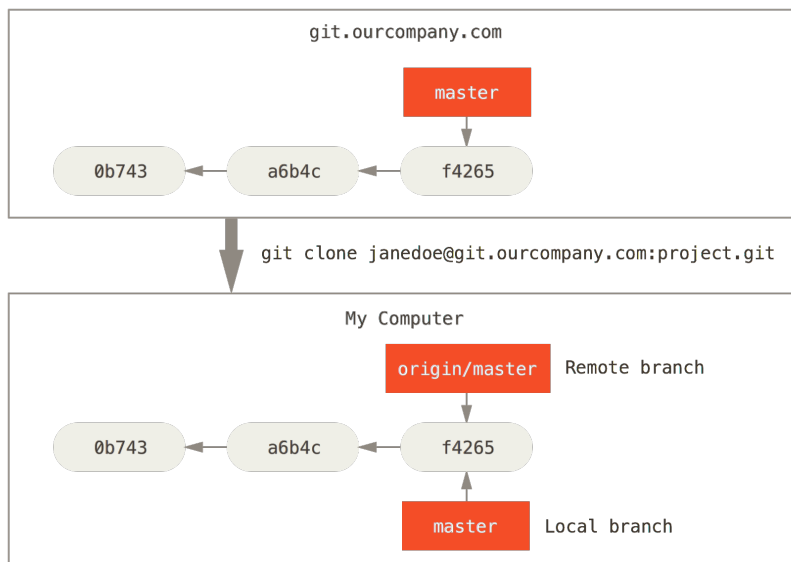 git.ourcompany.com
master
0b743 a6b4c f4265
git clone janedoe@git.ourcompany.com:project.git
My Computer
origin/master Remote branch
0b743 a6b4c f4265
master Local branch